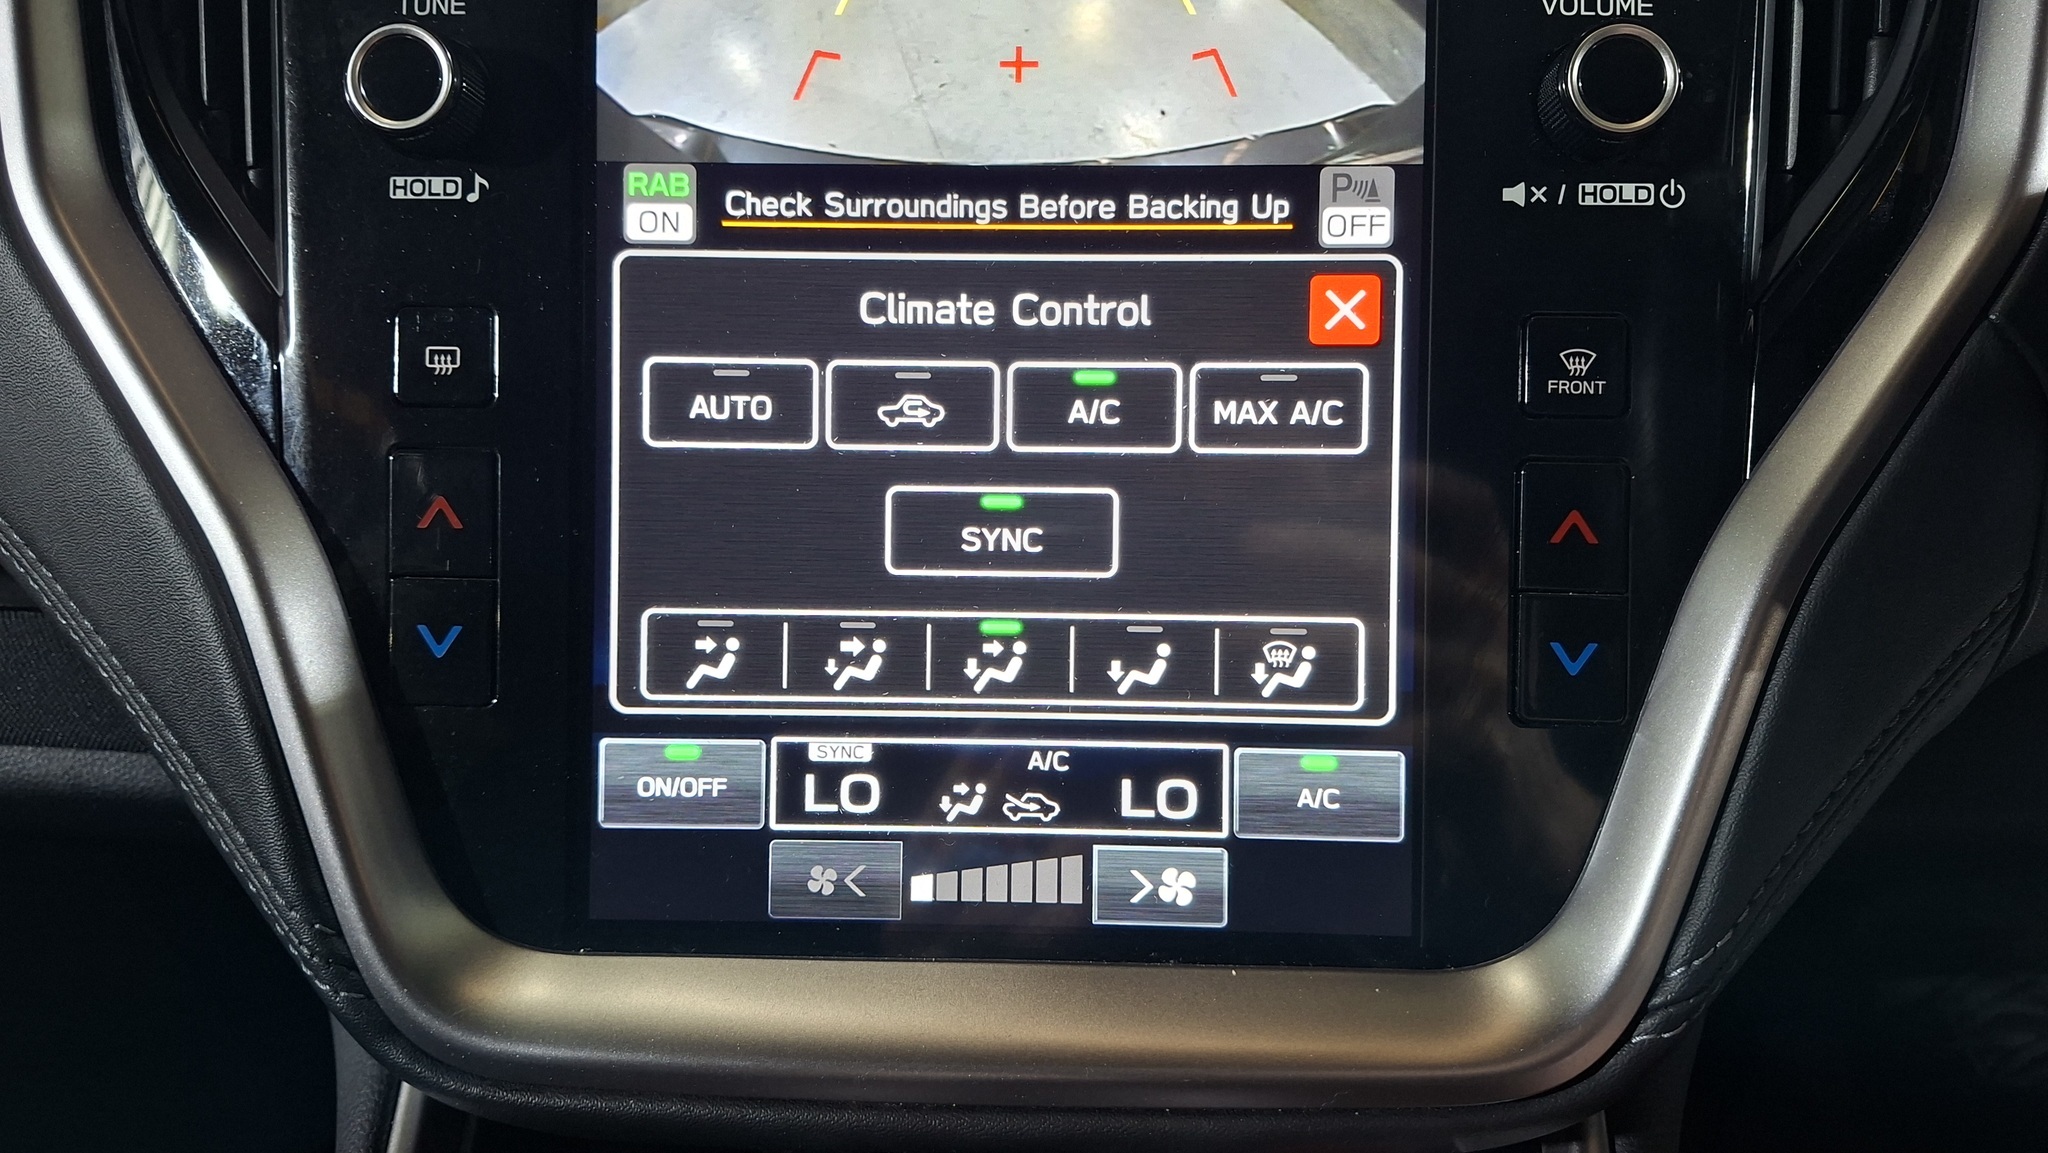 TUNE
VOLUME
HOLD
/ HOLD
RAB
ON
Check Surroundings Before Backing Up
P
OFF
Climate Control
FRONT
AUTO
A/C
MAX A/C
SYNC
ON/OFF
SYNC
LO
A/C
LO
A/C